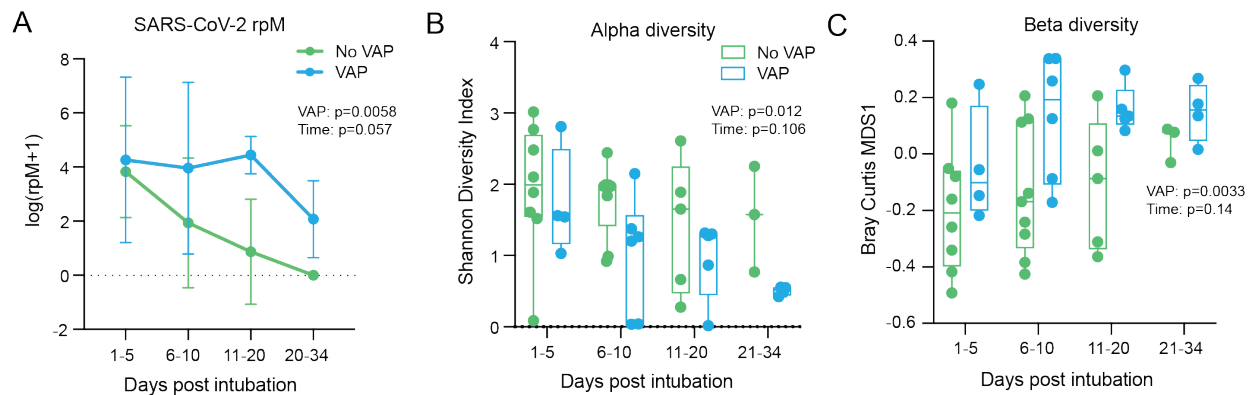 A
SARS-CoV-2 rpM
No VAP
VAP
VAP: p=0.0058
Time: p=0.057
8
6
4
2
0
-2
log(rpM+1)
1-5
6-10
11-20
20-34
Days post intubation
B
Alpha diversity
No VAP
VAP
VAP: p=0.012
Time: p=0.106
4
3
2
1
0
Shannon Diversity Index
1-5
6-10
11-20
21-34
Days post intubation
C
Beta diversity
0.4
0.2
0.0
-0.2
-0.4
-0.6
Bray Curtis MDS1
VAP: p=0.0033
Time: p=0.14
1-5
6-10
11-20
21-34
Days post intubation